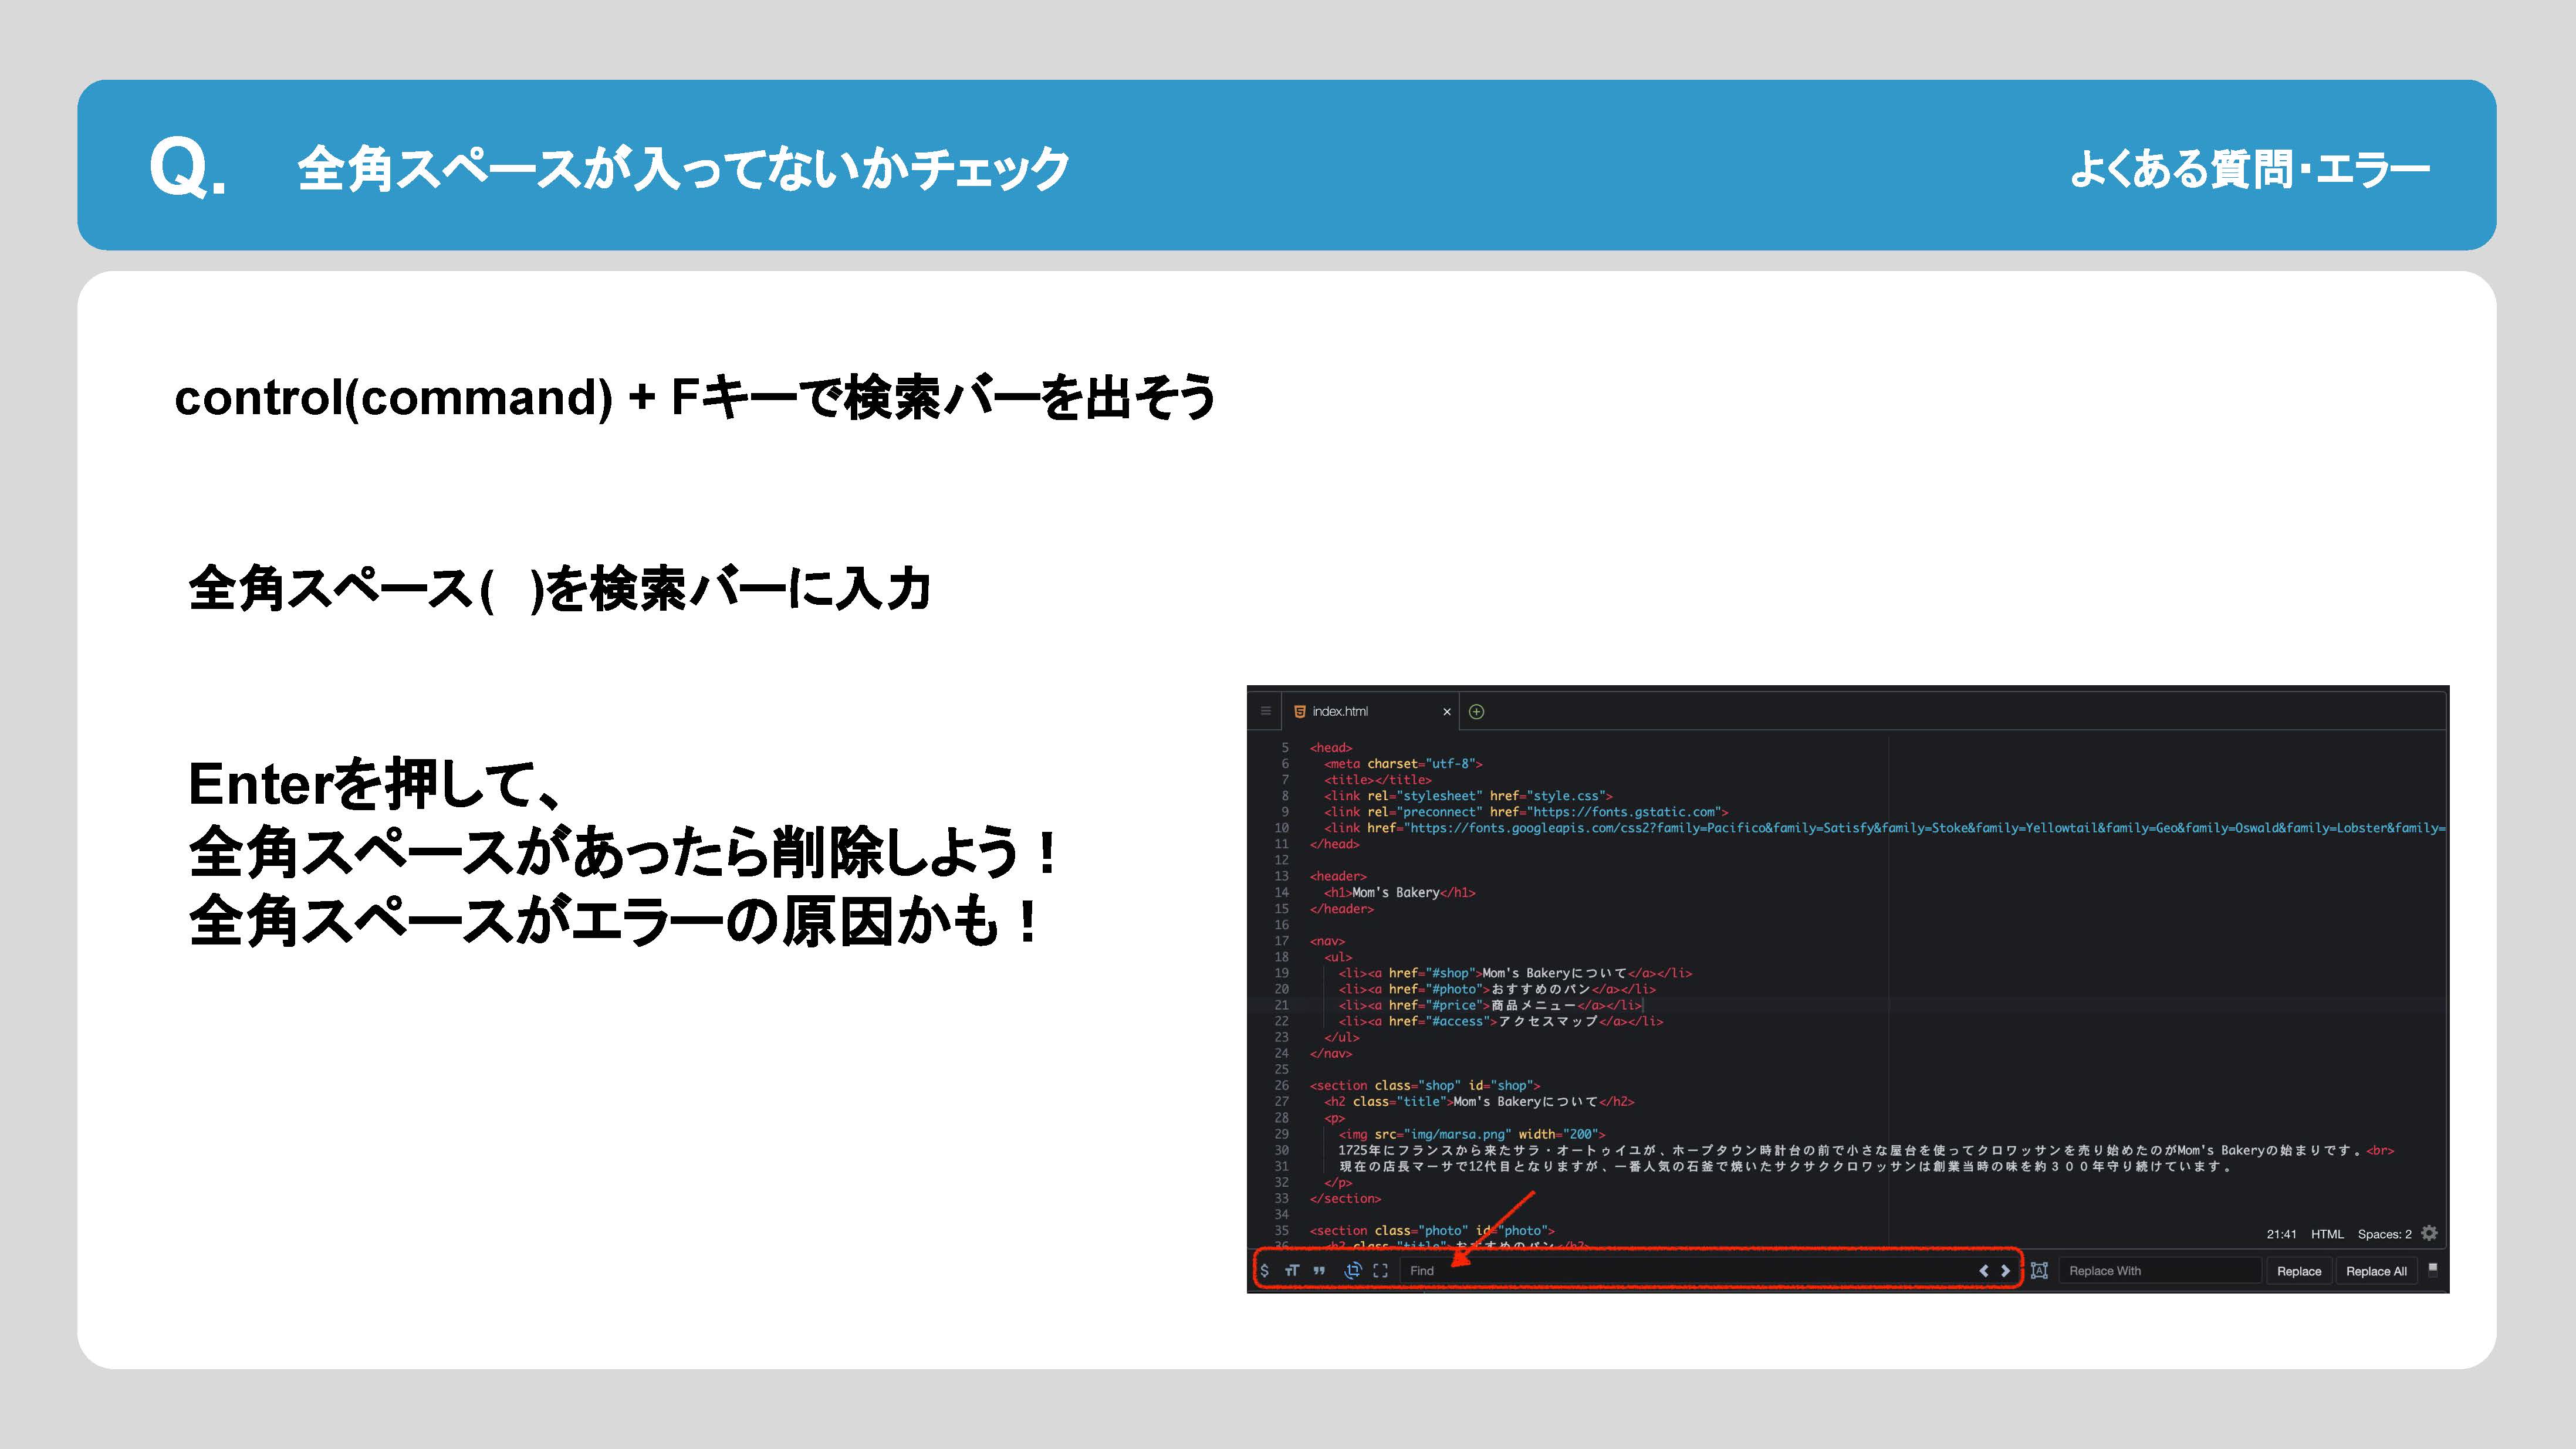 Q. 全角スペースが入ってないかチェック
よくある質問・エラー
control(command) + Fキーで検索バーを出そう
全角スペース(　)を検索バーに入力
Enterを押して、
全角スペースがあったら削除しよう！
全角スペースがエラーの原因かも！
index.html
5 <head>
6 <meta charset="utf-8">
7 <title></title>
8 <link rel="stylesheet" href="style.css">
9 <link rel="preconnect" href="https://fonts.gstatic.com">
10 <link href="https://fonts.googleapis.com/css2?family=Pacifico&family=Satisfy&family=Stoke&family=Yellowtail&family=Geo&family=Oswald&family=Lobster&family=
11 </head>
12
13 <header>
14 <h1>Mom's Bakery</h1>
15 </header>
16
17 <nav>
18 <ul>
19 <li><a href="#shop">Mom's Bakeryについて</a></li>
20 <li><a href="#photo">おすすめのパン</a></li>
21 <li><a href="#price">商品メニュー</a></li>
22 <li><a href="#access">アクセスマップ</a></li>
23 </ul>
24 </nav>
25
26 <section class="shop" id="shop">
27 <h2 class="title">Mom's Bakeryについて</h2>
28 <p>
29 <img src="img/marsa.png" width="200">
30 1725年にフランスから来たサラ・オートゥイユが、ホープタウン時計台の前で小さな屋台を使ってクロワッサンを売り始めたのがMom's Bakeryの始まりです。<br>
31 現在の店長マーサで12代目となりますが、一番人気の石釜で焼いたサクサククロワッサンは創業当時の味を約３００年守り続けています。
32 </p>
33 </section>
34
35 <section class="photo" id="photo">
36 <h2 class="title">おすすめのパン</h2>
21:41 HTML Spaces: 2
Find
Replace With
Replace
Replace All